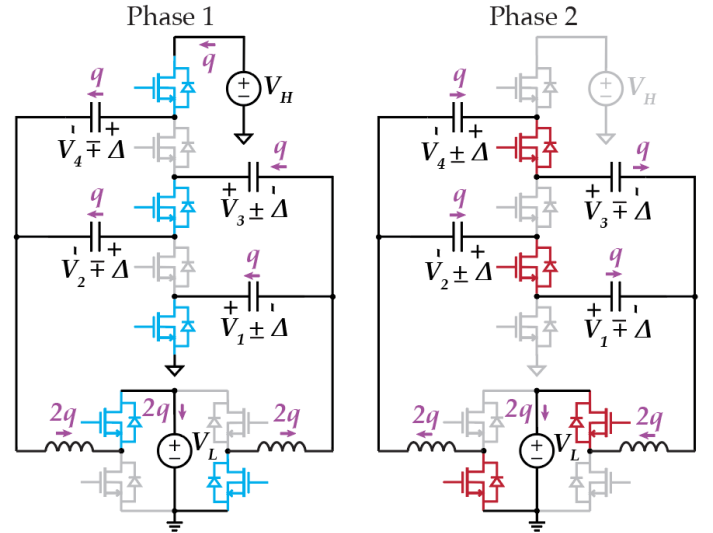 Phase 1
Phase 2
q
q
+
−
V_H
q
+
−
V_H
q
V_4 ∓ Δ
+
q
V_4 ± Δ
+
q
+
V_3 ± Δ
q
+
V_3 ∓ Δ
q
V_2 ∓ Δ
+
q
V_2 ± Δ
+
q
+
V_1 ± Δ
q
+
V_1 ∓ Δ
2q
2q
2q
+
−
V_L
2q
2q
2q
+
−
V_L